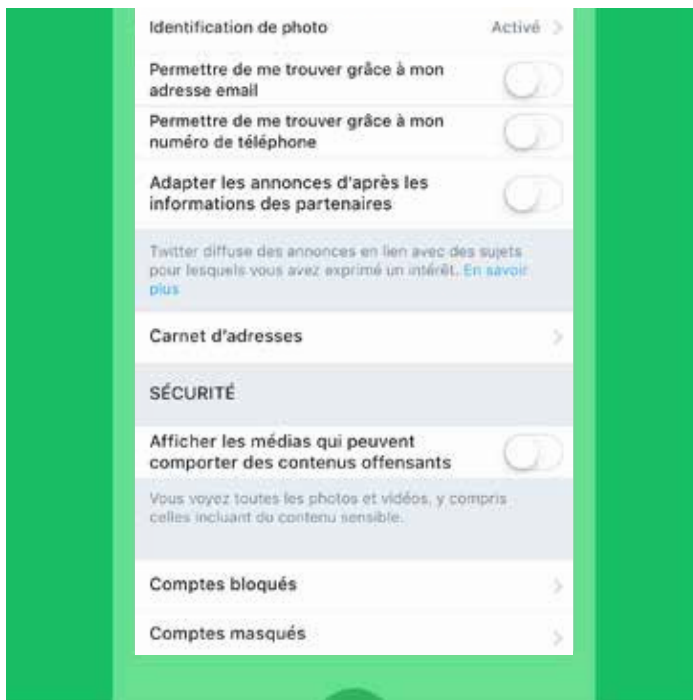 Identification de photo Activé
Permettre de me trouver grâce à mon
adresse email
Permettre de me trouver grâce à mon
numéro de téléphone
Adapter les annonces d'après les
informations des partenaires
Twitter diffuse des annonces en lien avec des sujets
pour lesquels vous avez exprimé un intérêt. En savoir
plus
Carnet d'adresses
SÉCURITÉ
Afficher les médias qui peuvent
comporter des contenus offensants
Vous voyez toutes les photos et vidéos, y compris
celles incluant du contenu sensible.
Comptes bloqués
Comptes masqués